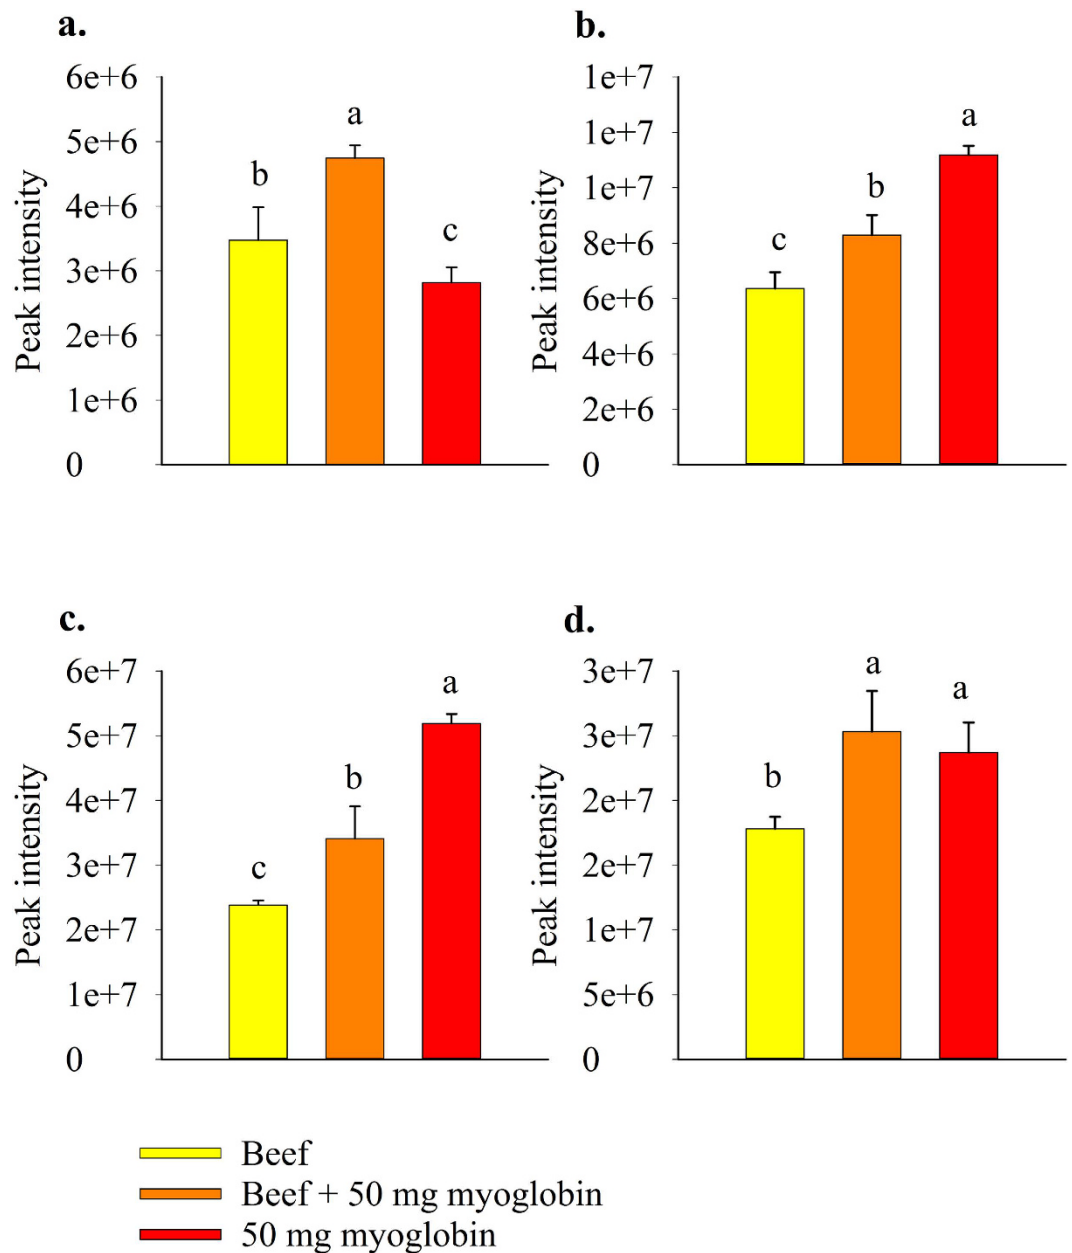 a.
6e+6
5e+6
4e+6
3e+6
2e+6
1e+6
0
Peak intensity
b
a
c
b.
1e+7
1e+7
1e+7
8e+6
6e+6
4e+6
2e+6
0
Peak intensity
c
b
a
c.
6e+7
5e+7
4e+7
3e+7
2e+7
1e+7
0
Peak intensity
c
b
a
d.
3e+7
3e+7
2e+7
2e+7
1e+7
5e+6
0
Peak intensity
b
a
a
Beef
Beef + 50 mg myoglobin
50 mg myoglobin